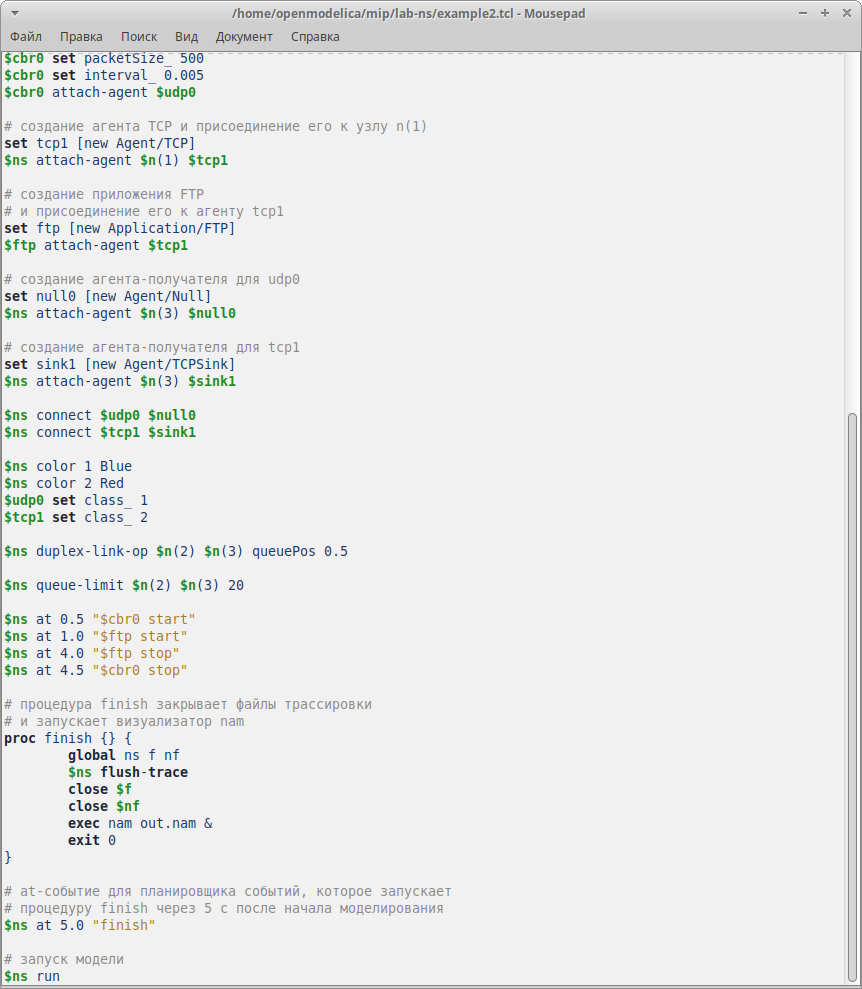 /home/openmodelica/mip/lab-ns/example2.tcl - Mousepad
Файл Правка Поиск Вид Документ Справка
$cbr0 set packetSize_ 500
$cbr0 set interval_ 0.005
$cbr0 attach-agent $udp0
# создание агента TCP и присоединение его к узлу n(1)
set tcp1 [new Agent/TCP]
$ns attach-agent $n(1) $tcp1
# создание приложения FTP
# и присоединение его к агенту tcp1
set ftp [new Application/FTP]
$ftp attach-agent $tcp1
# создание агента-получателя для udp0
set null0 [new Agent/Null]
$ns attach-agent $n(3) $null0
# создание агента-получателя для tcp1
set sink1 [new Agent/TCPSink]
$ns attach-agent $n(3) $sink1
$ns connect $udp0 $null0
$ns connect $tcp1 $sink1
$ns color 1 Blue
$ns color 2 Red
$udp0 set class_ 1
$tcp1 set class_ 2
$ns duplex-link-op $n(2) $n(3) queuePos 0.5
$ns queue-limit $n(2) $n(3) 20
$ns at 0.5 "$cbr0 start"
$ns at 1.0 "$ftp start"
$ns at 4.0 "$ftp stop"
$ns at 4.5 "$cbr0 stop"
# процедура finish закрывает файлы трассировки
# и запускает визуализатор nam
proc finish {} {
global ns f nf
$ns flush-trace
close $f
close $nf
exec nam out.nam &
exit 0
}
# at-событие для планировщика событий, которое запускает
# процедуру finish через 5 с после начала моделирования
$ns at 5.0 "finish"
# запуск модели
$ns run